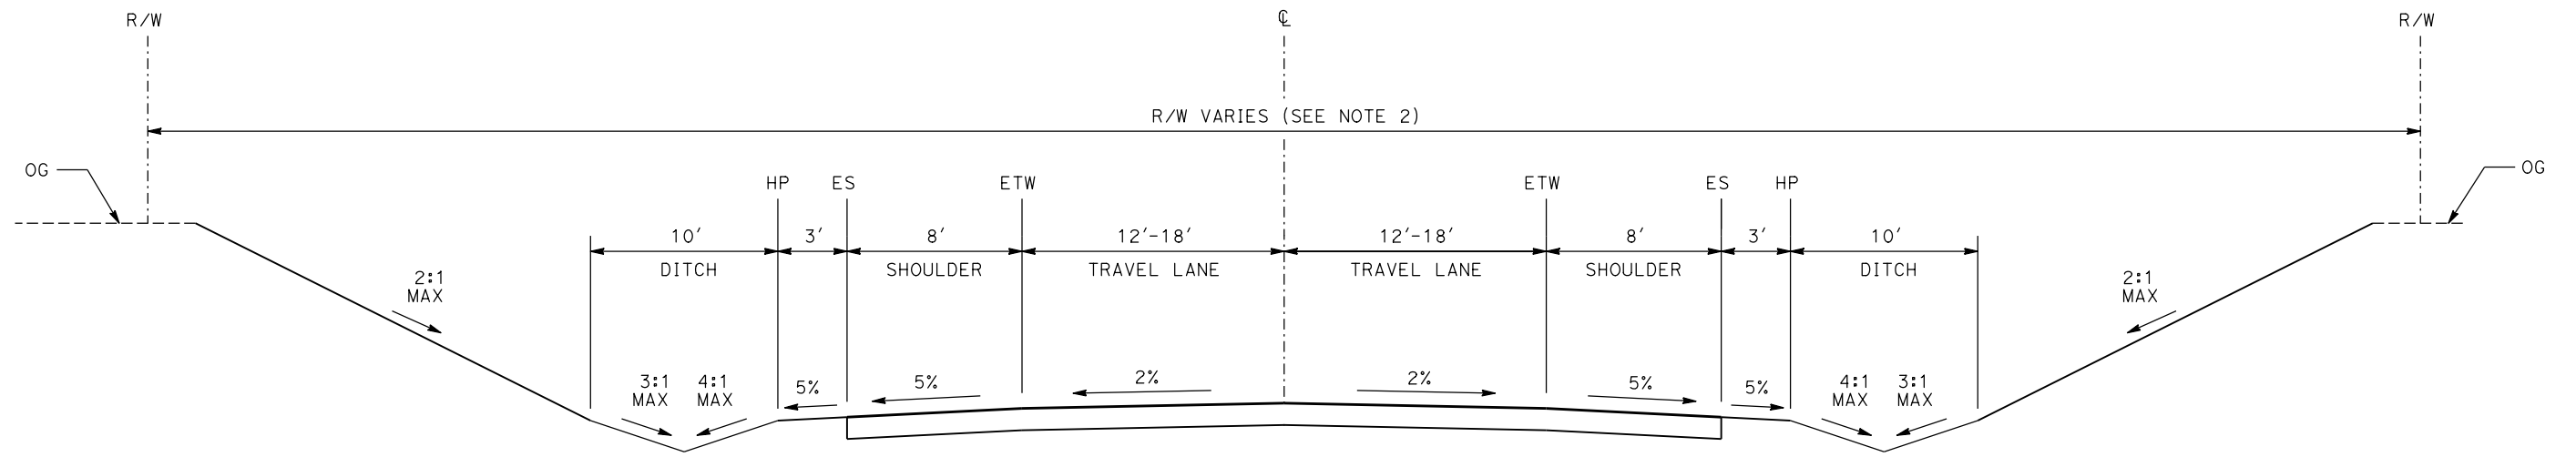 R/W
℄
R/W
R/W VARIES (SEE NOTE 2)
OG
OG
HP
ES
ETW
ETW
ES
HP
10'
3'
8'
12'-18'
12'-18'
8'
3'
10'
DITCH
SHOULDER
TRAVEL LANE
TRAVEL LANE
SHOULDER
DITCH
2:1
MAX
2:1
MAX
3:1
MAX
4:1
MAX
5%
5%
2%
2%
5%
5%
4:1
MAX
3:1
MAX